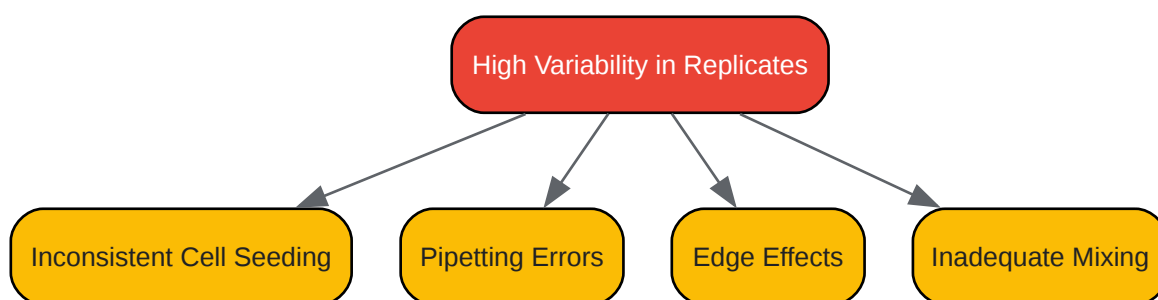 High Variability in Replicates
Inconsistent Cell Seeding
Pipetting Errors
Edge Effects
Inadequate Mixing